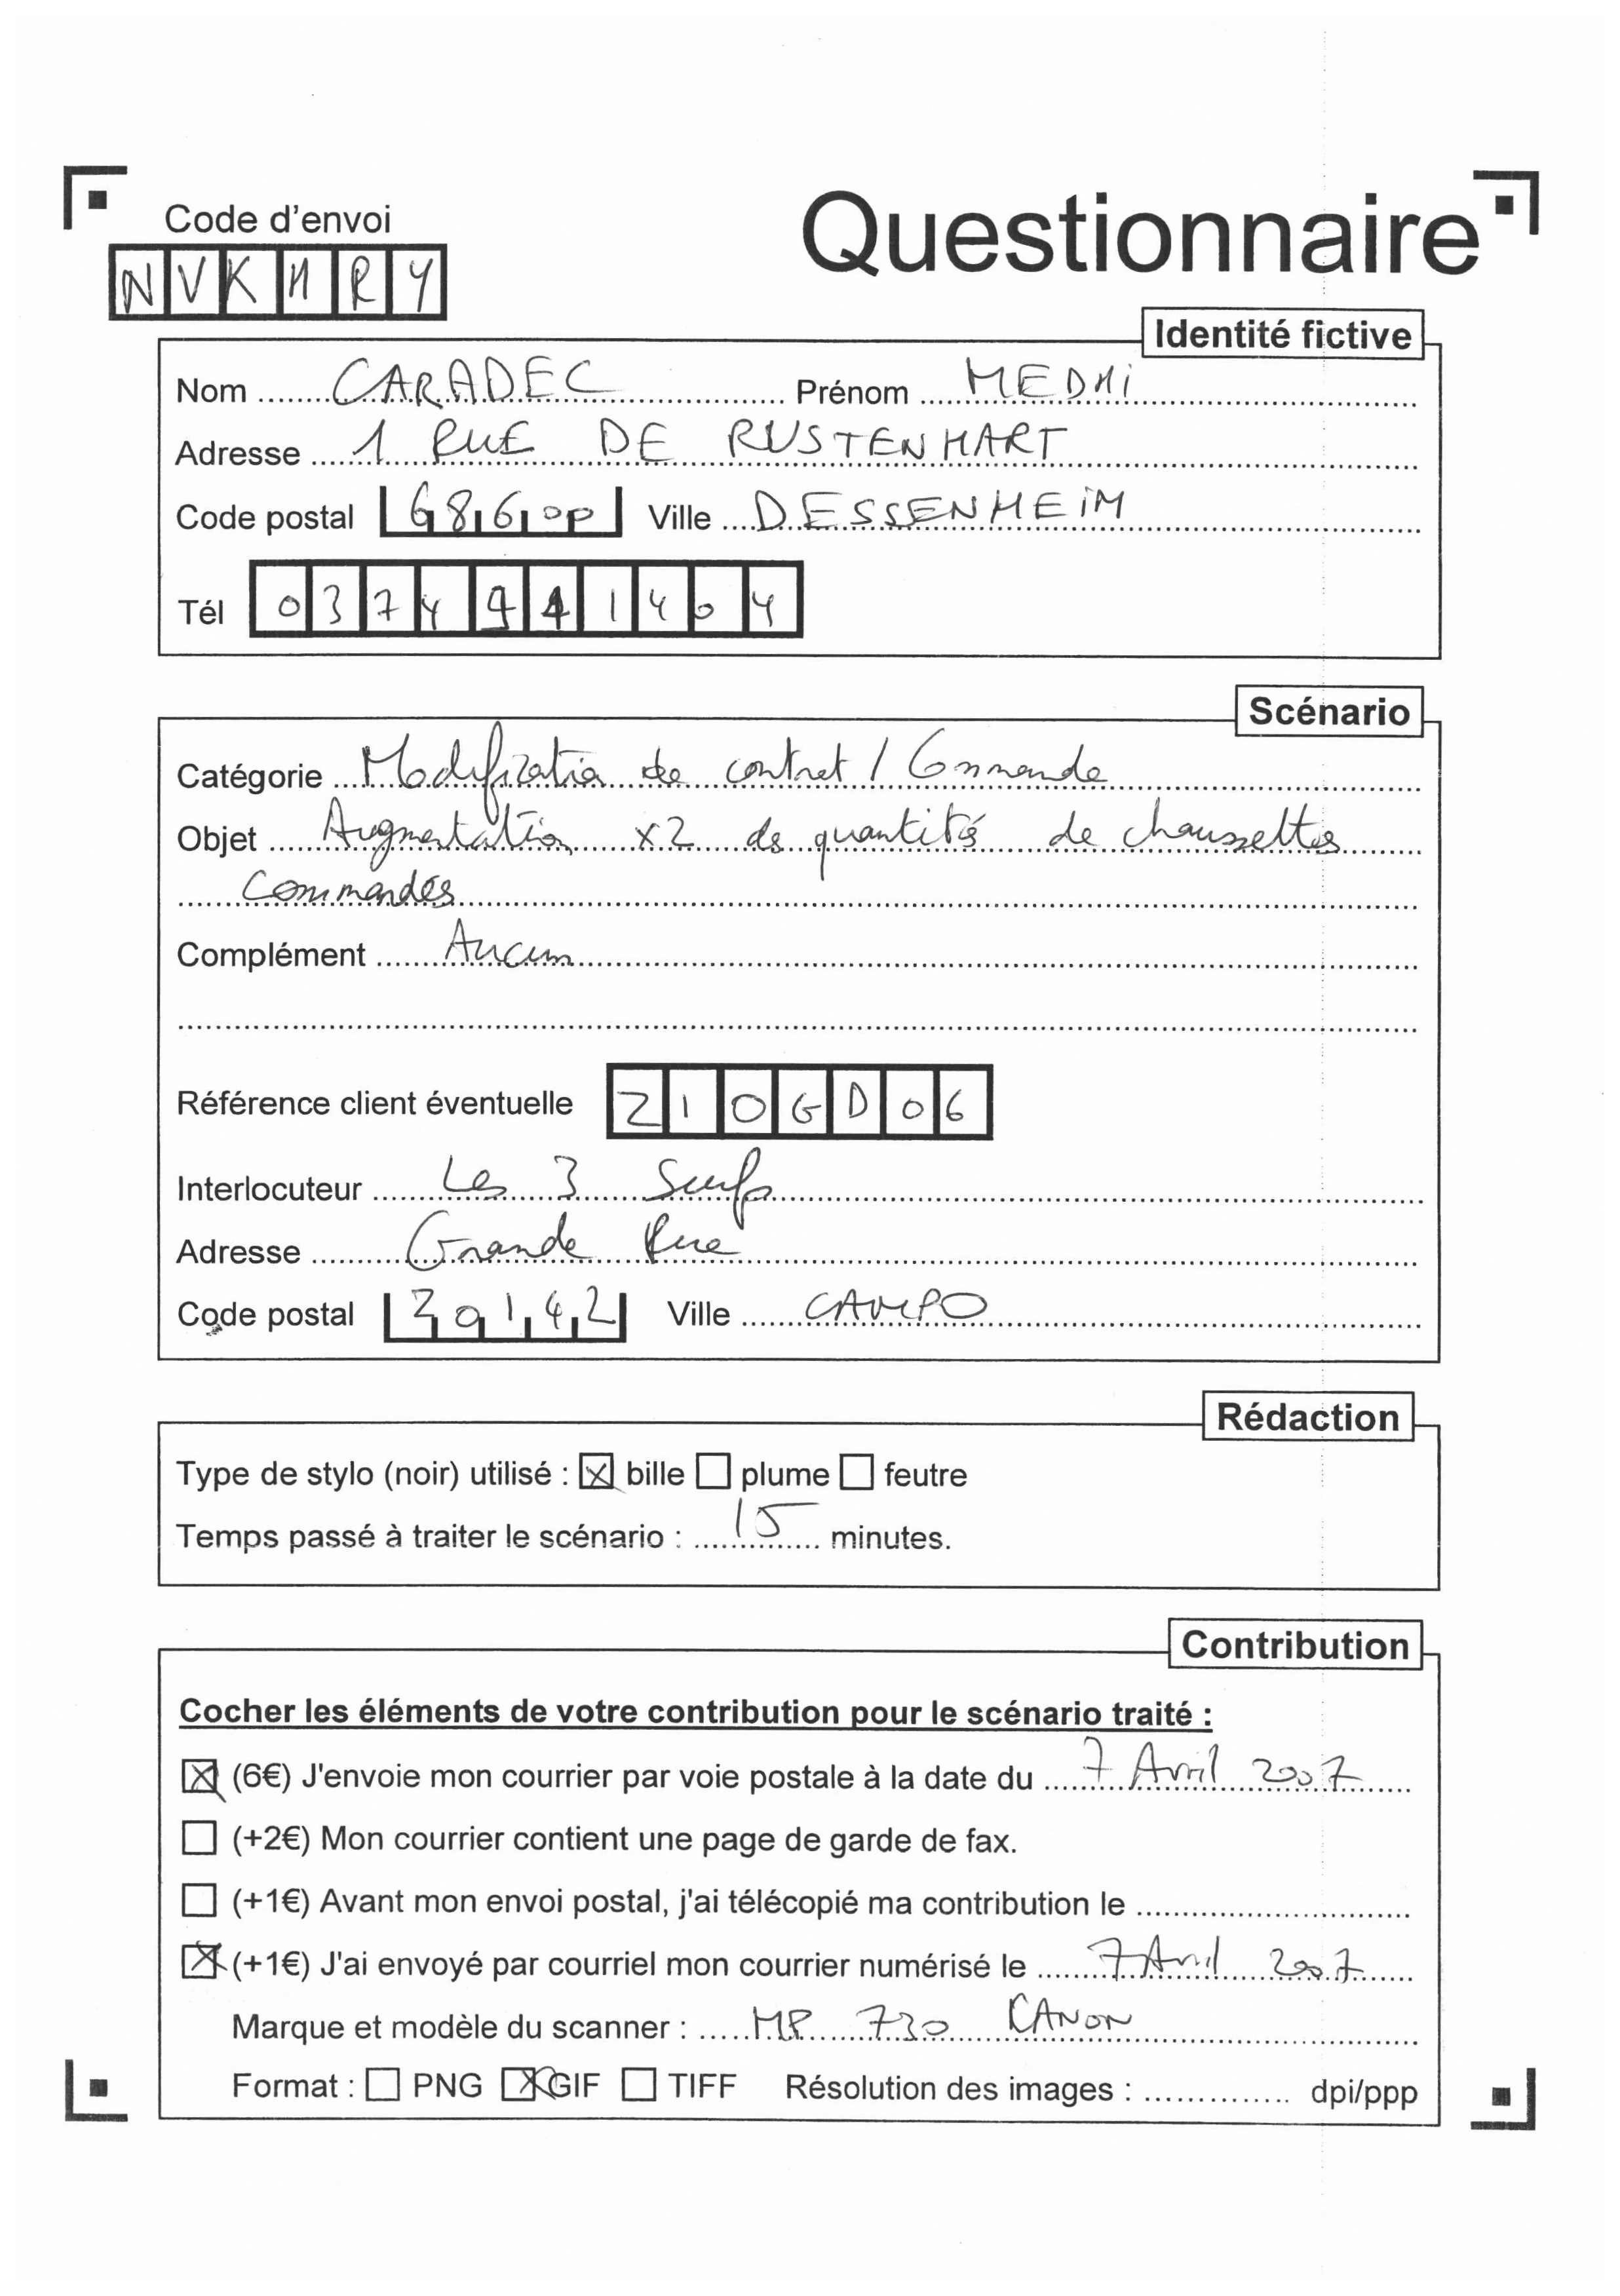 Code d'envoi
Questionnaire
NVKMRY
Identité fictive
Nom CARADEC Prénom MEDHi
Adresse 1 RUE DE RUSTENHART
Code postal 68600 Ville DESSENHEiM
Tél 0374941404
Scénario
Catégorie Modification de contrat / Commande
Objet Augmentation x2 de quantités de chaussettes
Commandés
Complément Aucun
Référence client éventuelle Z10GD06
Interlocuteur Les 3 Surfs
Adresse Grande Rue
Code postal 20142 Ville CAMPO
Rédaction
Type de stylo (noir) utilisé : ☒ bille ☐ plume ☐ feutre
Temps passé à traiter le scénario : 15 minutes.
Contribution
Cocher les éléments de votre contribution pour le scénario traité :
☒ (6€) J'envoie mon courrier par voie postale à la date du 7 Avril 2007
☐ (+2€) Mon courrier contient une page de garde de fax.
☐ (+1€) Avant mon envoi postal, j'ai télécopié ma contribution le
☒ (+1€) J'ai envoyé par courriel mon courrier numérisé le 7 Avril 2007
Marque et modèle du scanner : MP 730 CANON
Format : ☐ PNG ☒ GIF ☐ TIFF Résolution des images : dpi/ppp